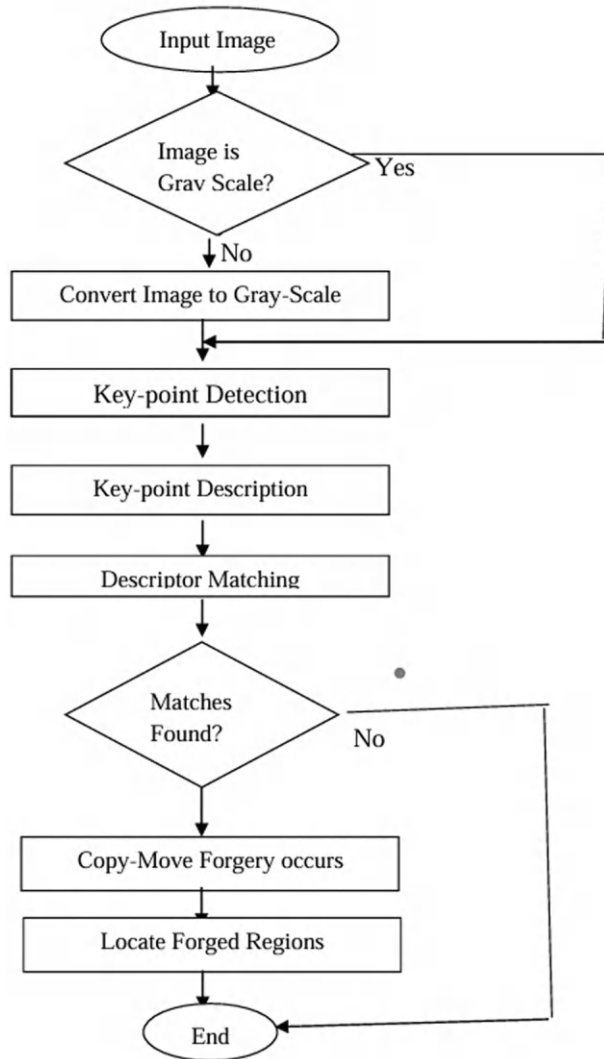 Input Image
Image is
Grav Scale?
Yes
No
Convert Image to Gray-Scale
Key-point Detection
Key-point Description
Descriptor Matching
Matches
Found?
No
Copy-Move Forgery occurs
Locate Forged Regions
End